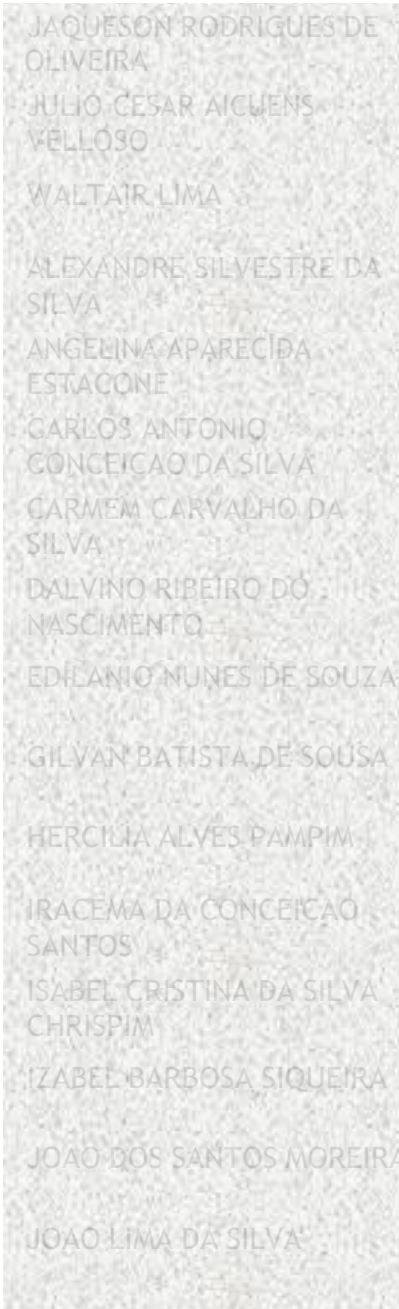 JAQUESON RODRIGUES DE
OLIVEIRA
JULIO CESAR AICUENS
VELLOSO
WALTAIR LIMA
ALEXANDRE SILVESTRE DA
SILVA
ANGELINA APARECIDA
ESTACONE
CARLOS ANTONIO
CONCEICAO DA SILVA
CARMEM CARVALHO DA
SILVA
DALVINO RIBEIRO DO
NASCIMENTO
EDILANIO NUNES DE SOUZA
GILVAN BATISTA DE SOUSA
HERCILIA ALVES PAMPIM
IRACEMA DA CONCEICAO
SANTOS
ISABEL CRISTINA DA SILVA
CHRISPIM
IZABEL BARBOSA SIQUEIRA
JOAO DOS SANTOS MOREIRA
JOAO LIMA DA SILVA